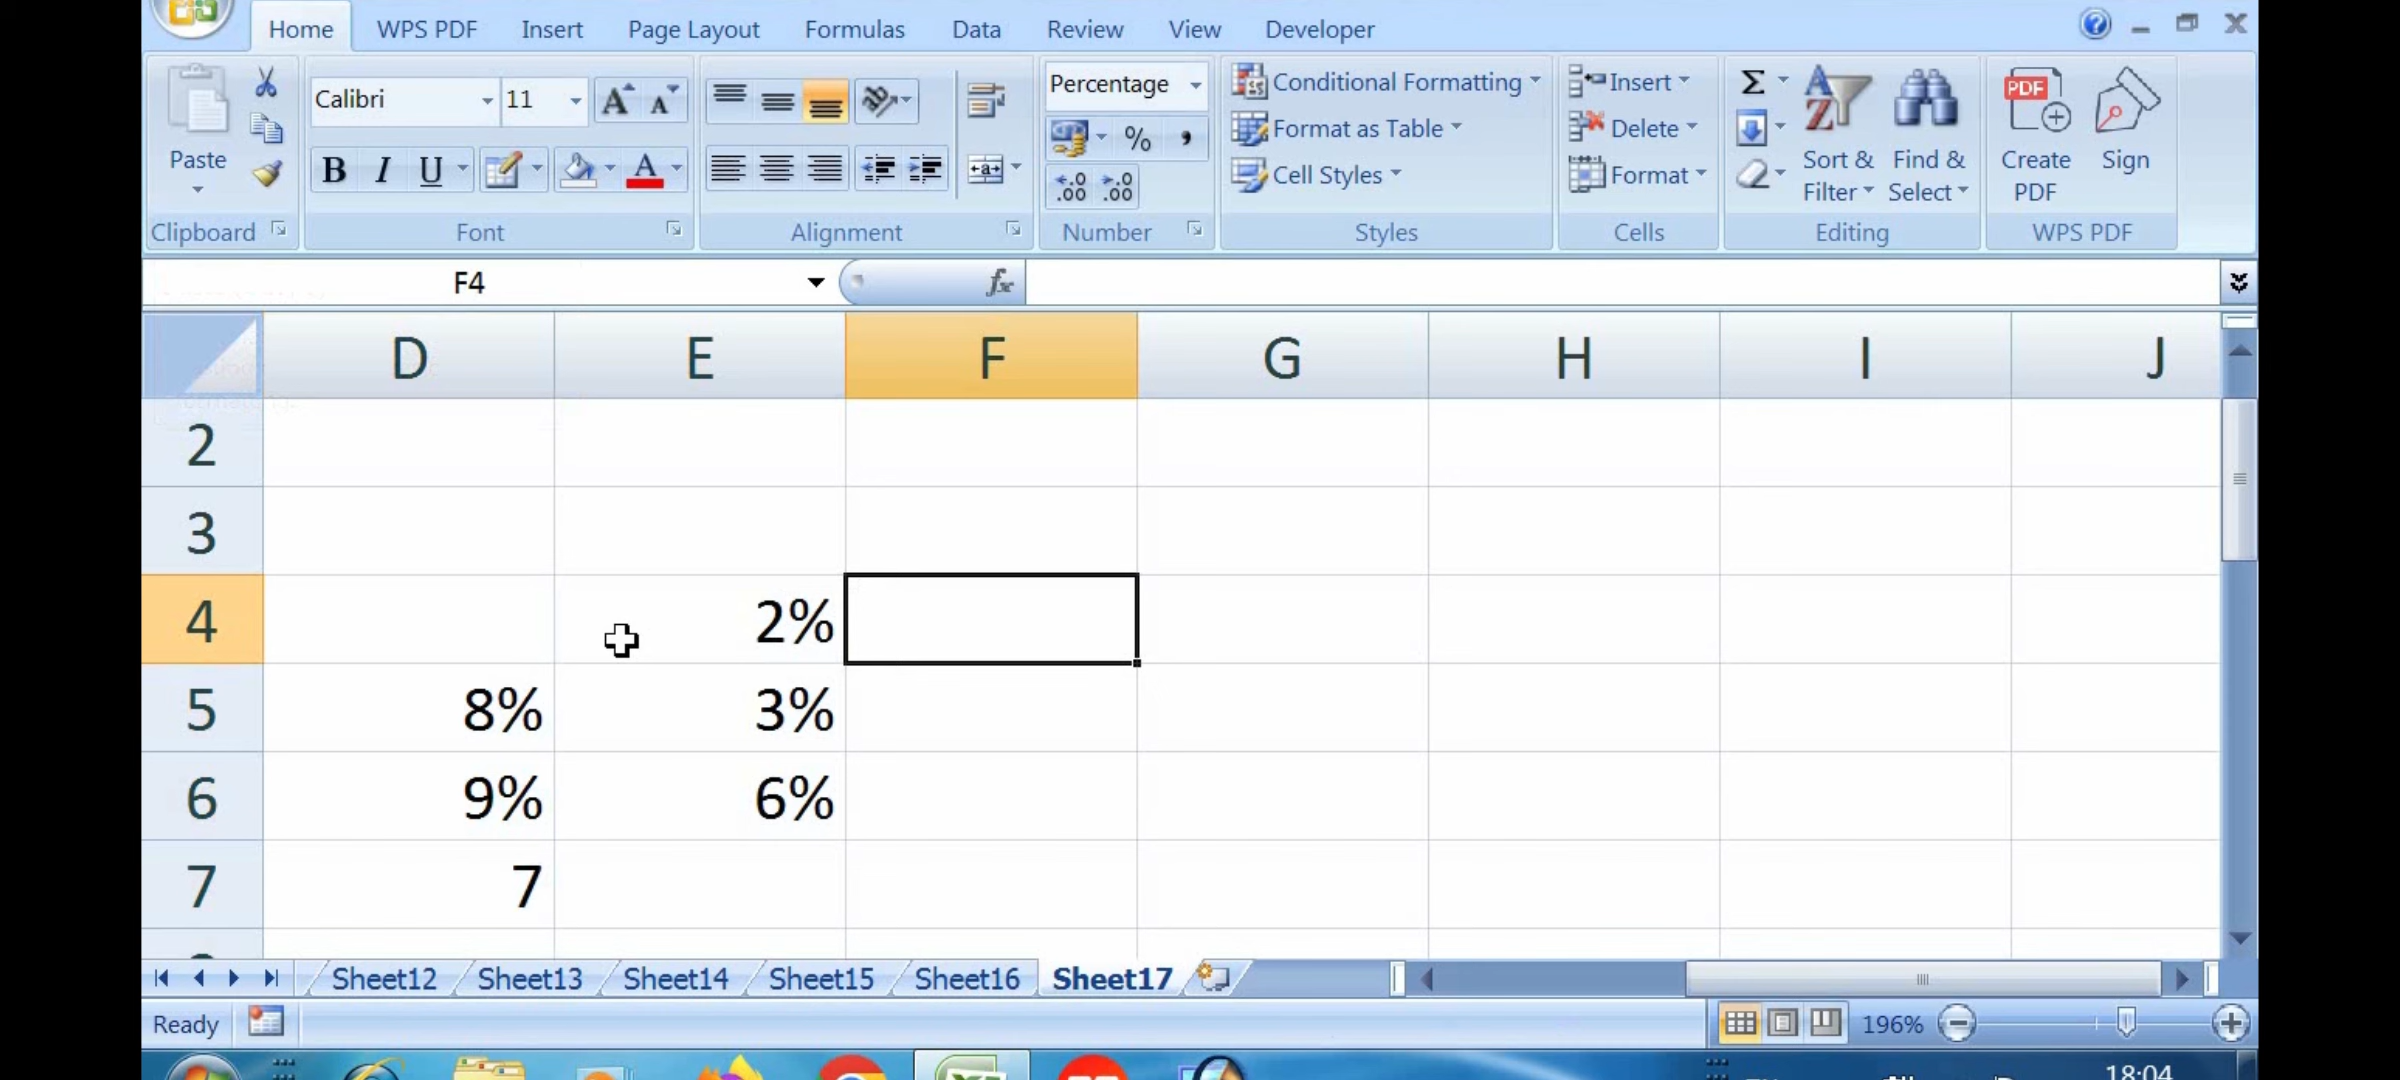 Home WPS PDF Insert Page Layout Formulas Data Review View Developer
Calibri 11 Percentage Conditional Formatting Insert Σ PDF
Format as Table Delete
Paste B I U A % , Cell Styles Format Sort & Filter Find & Select Create PDF Sign
Clipboard Font Alignment Number Styles Cells Editing WPS PDF
F4 fx
D E F G H I J
2
3
4 2%
5 8% 3%
6 9% 6%
7 7
Sheet12 Sheet13 Sheet14 Sheet15 Sheet16 Sheet17
Ready 196%
18:04